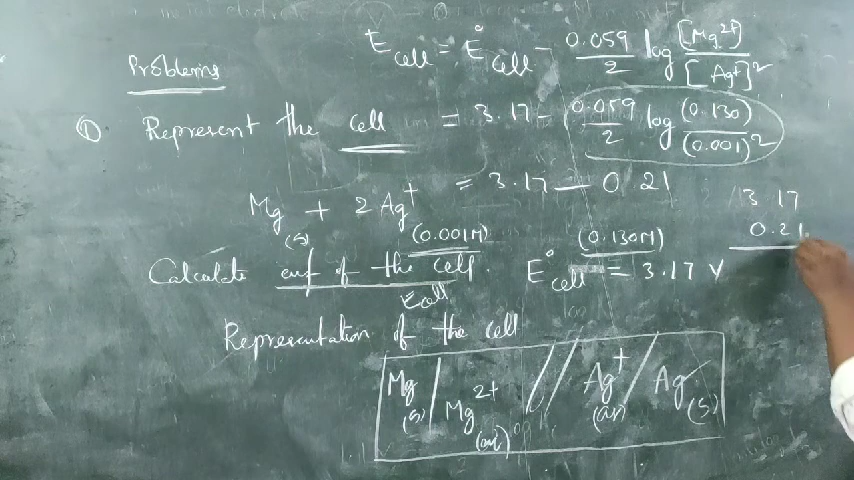 Problems
E cell = E° cell - 0.059/2 log [Mg2+]/[Ag+]2
① Represent the cell = 3.17 - 0.059/2 log (0.130)/(0.001)2
= 3.17 - 0.21
3.17
0.21
Mg (s) + 2 Ag+ (0.001M) (0.130M)
Calculate emf of the cell. E° cell = 3.17 V
Ecell
Representation of the cell
Mg (s) / Mg2+ (aq) // Ag+ (aq) / Ag (s)